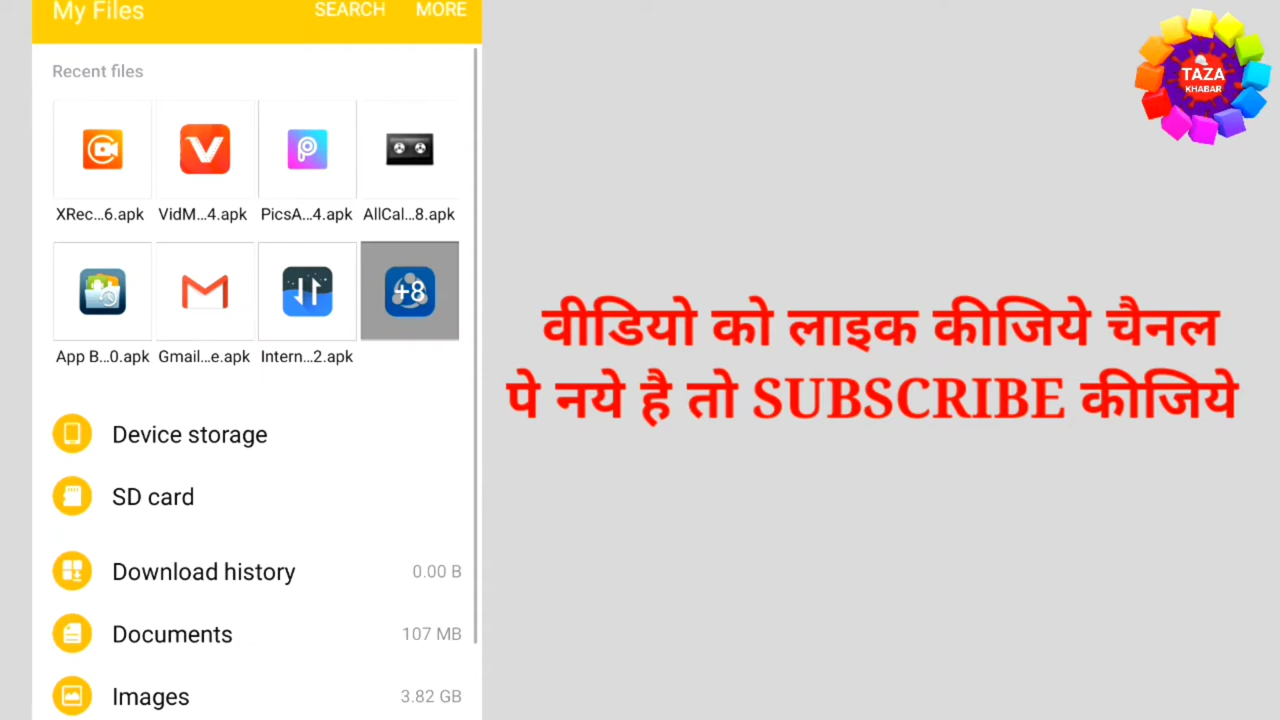 My Files SEARCH MORE
Recent files
XRec...6.apk VidM...4.apk PicsA...4.apk AllCal...8.apk
+8
App B...0.apk Gmail...e.apk Intern...2.apk
Device storage
SD card
Download history 0.00 B
Documents 107 MB
Images 3.82 GB
TAZA
KHABAR
वीडियो को लाइक कीजिये चैनल
पे नये है तो SUBSCRIBE कीजिये